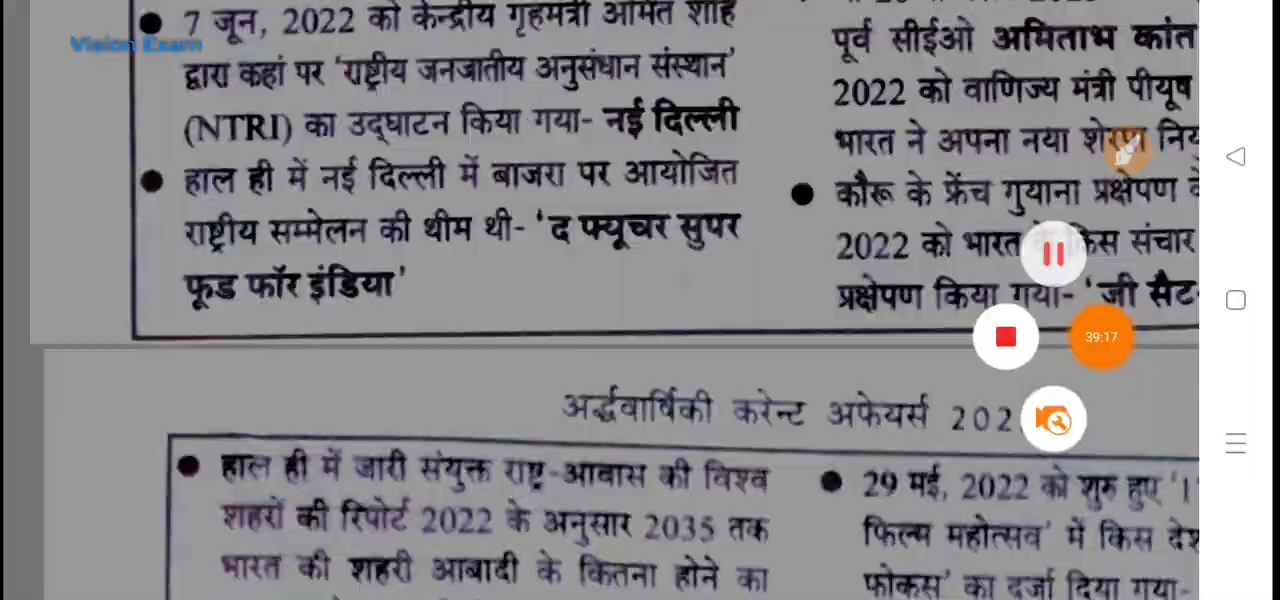 Vision Exam
7 जून, 2022 को केन्द्रीय गृहमंत्री अमित शाह
द्वारा कहां पर 'राष्ट्रीय जनजातीय अनुसंधान संस्थान'
(NTRI) का उद्घाटन किया गया- नई दिल्ली
हाल ही में नई दिल्ली में बाजरा पर आयोजित
राष्ट्रीय सम्मेलन की थीम थी- 'द फ्यूचर सुपर
फूड फॉर इंडिया'
पूर्व सीईओ अमिताभ कांत
2022 को वाणिज्य मंत्री पीयूष
भारत ने अपना नया
कौरू के फ्रेंच गुयाना प्रक्षेपण
2022 को भारत किस संचार
प्रक्षेपण किया गया- 'जी सैट-
39:17
अर्द्धवार्षिकी करेन्ट अफेयर्स 202
हाल ही में जारी संयुक्त राष्ट्र-आवास की विश्व
शहरों की रिपोर्ट 2022 के अनुसार 2035 तक
भारत की शहरी आबादी के कितना होने का
29 मई, 2022 को शुरु हुए '1
फिल्म महोत्सव' में किस देश
फोकस' का दर्जा दिया गया-